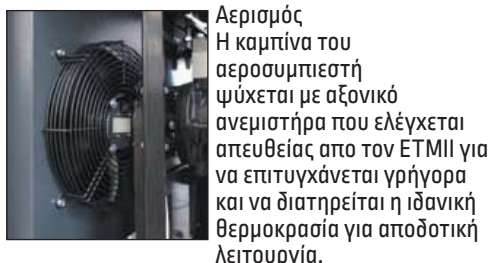 Αερισμός
Η καμπίνα του
αεροσυμπιεστή
ψύχεται με αξονικό
ανεμιστήρα που ελέγχεται
απευθείας απο τον ETMII για
να επιτυγχάνεται γρήγορα
και να διατηρείται η ιδανική
θερμοκρασία για αποδοτική
λειτουργία.